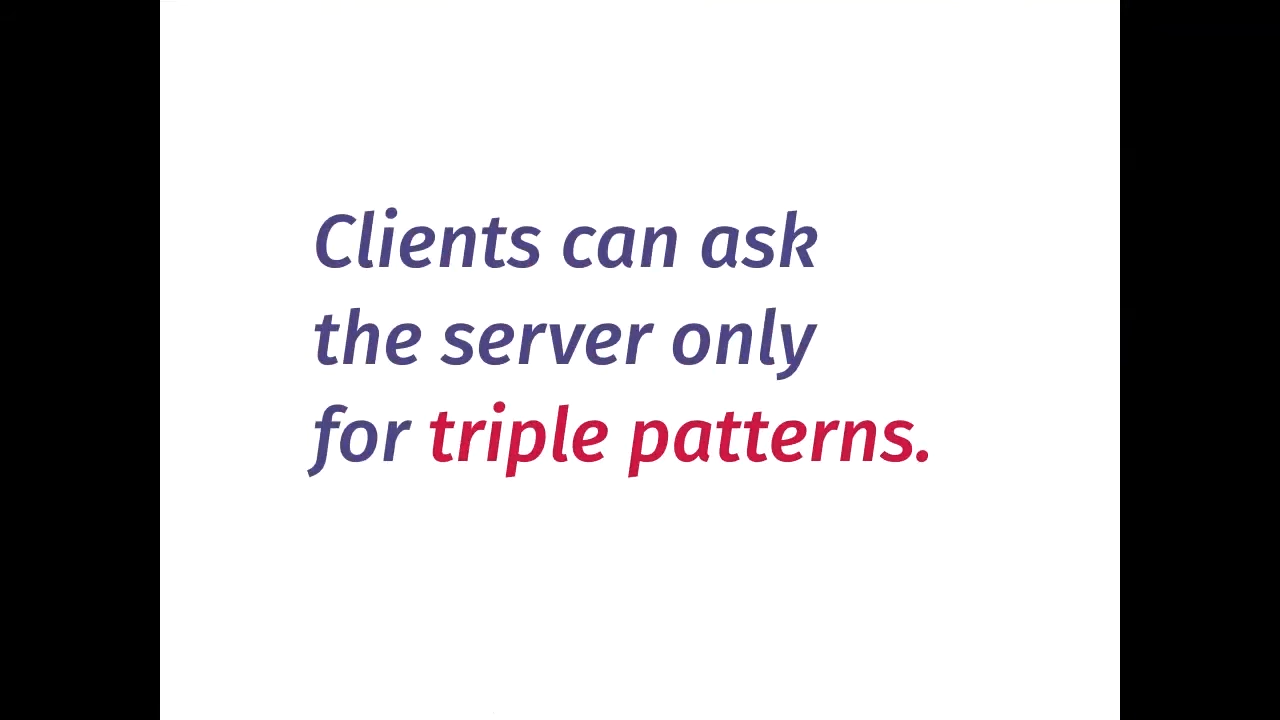 Clients can ask
the server only
for triple patterns.